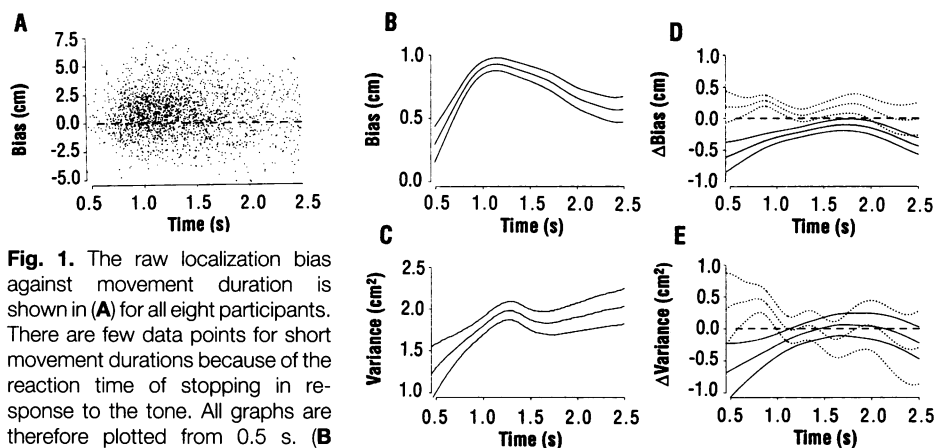 A
7.5
5.0
2.5
0.0
-2.5
-5.0
Bias (cm)
0.5 1.0 1.5 2.0 2.5
Time (s)
B
1.0
0.5
0.0
Bias (cm)
0.5 1.0 1.5 2.0 2.5
Time (s)
D
1.0
0.5
0.0
-0.5
-1.0
ΔBias (cm)
0.5 1.0 1.5 2.0 2.5
Time (s)
C
2.5
2.0
1.5
1.0
Variance (cm²)
0.5 1.0 1.5 2.0 2.5
Time (s)
E
1.0
0.5
0.0
-0.5
-1.0
ΔVariance (cm²)
0.5 1.0 1.5 2.0 2.5
Time (s)
Fig. 1. The raw localization bias
against movement duration is
shown in (A) for all eight participants.
There are few data points for short
movement durations because of the
reaction time of stopping in re-
sponse to the tone. All graphs are
therefore plotted from 0.5 s. (B